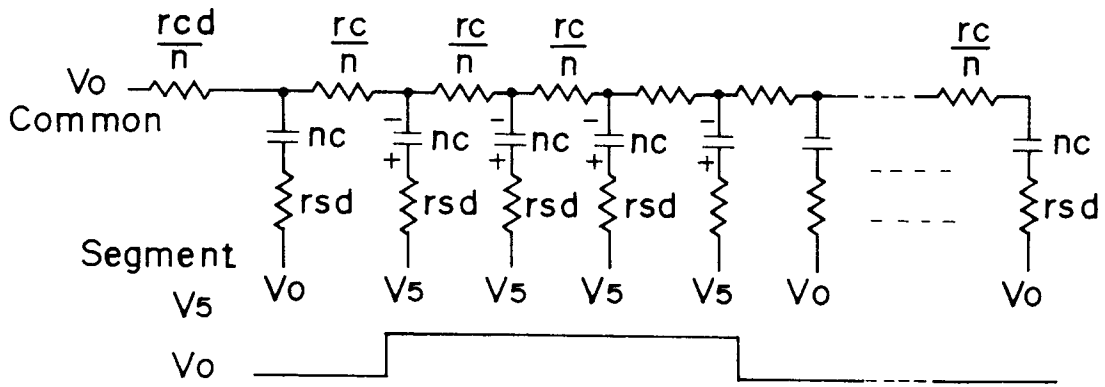 rcd/n rc/n rc/n rc/n rc/n
Vo
Common
- - - -
nc nc nc nc nc
+ + + +
rsd rsd rsd rsd rsd
Segment
Vo V5 V5 V5 V5 Vo Vo
V5
Vo